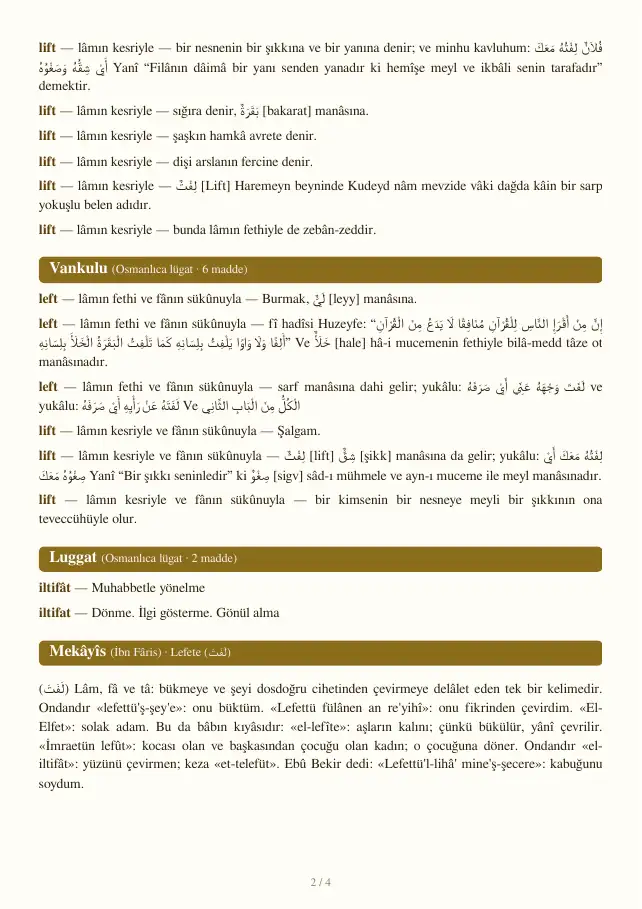 lift — lâmın kesriyle — bir nesnenin bir şıkkına ve bir yanına denir; ve minhu kavluhum: فُلَانٌ لِفْتُهُ مَعَكَ
أَيْ شِقُّهُ وَصَغْوُهُ Yanî “Filânın dâimâ bir yanı senden yanadır ki hemîşe meyl ve ikbâli senin tarafadır”
demektir.
lift — lâmın kesriyle — sığıra denir, بَقَرَةٌ [bakarat] manâsına.
lift — lâmın kesriyle — şaşkın hamkâ avrete denir.
lift — lâmın kesriyle — dişi arslanın fercine denir.
lift — lâmın kesriyle — لِفْتٌ [Lift] Haremeyn beyninde Kudeyd nâm mevzide vâki dağda kâin bir sarp
yokuşlu belen adıdır.
lift — lâmın kesriyle — bunda lâmın fethiyle de zebân-zeddir.
Vankulu (Osmanlıca lügat · 6 madde)
left — lâmın fethi ve fânın sükûnuyla — Burmak, لَيٌّ [leyy] manâsına.
left — lâmın fethi ve fânın sükûnuyla — fî hadîsi Huzeyfe: “إِنَّ مِنْ أَقْرَإِ النَّاسِ لِلْقُرْآنِ مُنَافِقًا لَا يَدَعُ مِنَ الْقُرْآنِ
أَلِفًا وَلَا وَاوًا يَلْفِتُ بِلِسَانِهِ كَمَا تَلْفِتُ الْبَقَرَةُ الْخَلَأَ بِلِسَانِهِ” Ve خَلَأٌ [hale] hâ-i mucemenin fethiyle bilâ-medd tâze ot
manâsınadır.
left — lâmın fethi ve fânın sükûnuyla — sarf manâsına dahi gelir; yukâlu: لَفَتَ وَجْهَهُ عَنِّي أَيْ صَرَفَهُ ve
yukâlu: لَفَتَهُ عَنْ رَأْيِهِ أَيْ صَرَفَهُ Ve الْكُلُّ مِنَ الْبَابِ الثَّانِي
lift — lâmın kesriyle ve fânın sükûnuyla — Şalgam.
lift — lâmın kesriyle ve fânın sükûnuyla — لِفْتٌ [lift] شِقٌّ [şıkk] manâsına da gelir; yukâlu: لِفْتُهُ مَعَكَ أَيْ
صِغْوُهُ مَعَكَ Yanî “Bir şıkkı seninledir” ki صِغْوٌ [sigv] sâd-ı mühmele ve ayn-ı muceme ile meyl manâsınadır.
lift — lâmın kesriyle ve fânın sükûnuyla — bir kimsenin bir nesneye meyli bir şıkkının ona
teveccühüyle olur.
Luggat (Osmanlıca lügat · 2 madde)
iltifât — Muhabbetle yönelme
iltifat — Dönme. İlgi gösterme. Gönül alma
Mekâyîs (İbn Fâris) · Lefete (لَفَتَ)
(لَفَتَ) Lâm, fâ ve tâ: bükmeye ve şeyi dosdoğru cihetinden çevirmeye delâlet eden tek bir kelimedir.
Ondandır «lefettü'ş-şey'e»: onu büktüm. «Lefettü fülânen an re'yihî»: onu fikrinden çevirdim. «El-
Elfet»: solak adam. Bu da bâbın kıyâsıdır: «el-lefîte»: aşların kalını; çünkü bükülür, yânî çevrilir.
«İmraetün lefût»: kocası olan ve başkasından çocuğu olan kadın; o çocuğuna döner. Ondandır «el-
iltifât»: yüzünü çevirmen; keza «et-telefüt». Ebû Bekir dedi: «Lefettü'l-lihâ' mine'ş-şecere»: kabuğunu
soydum.
2 / 4